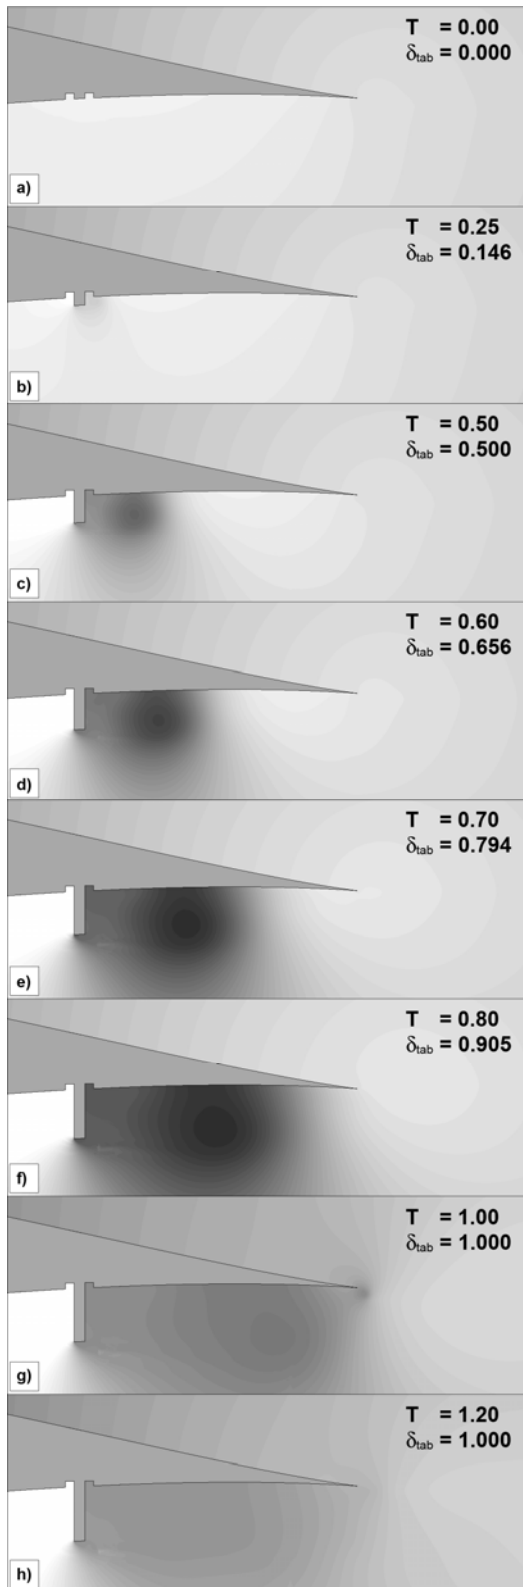 T = 0.00
δtab = 0.000
a)
T = 0.25
δtab = 0.146
b)
T = 0.50
δtab = 0.500
c)
T = 0.60
δtab = 0.656
d)
T = 0.70
δtab = 0.794
e)
T = 0.80
δtab = 0.905
f)
T = 1.00
δtab = 1.000
g)
T = 1.20
δtab = 1.000
h)